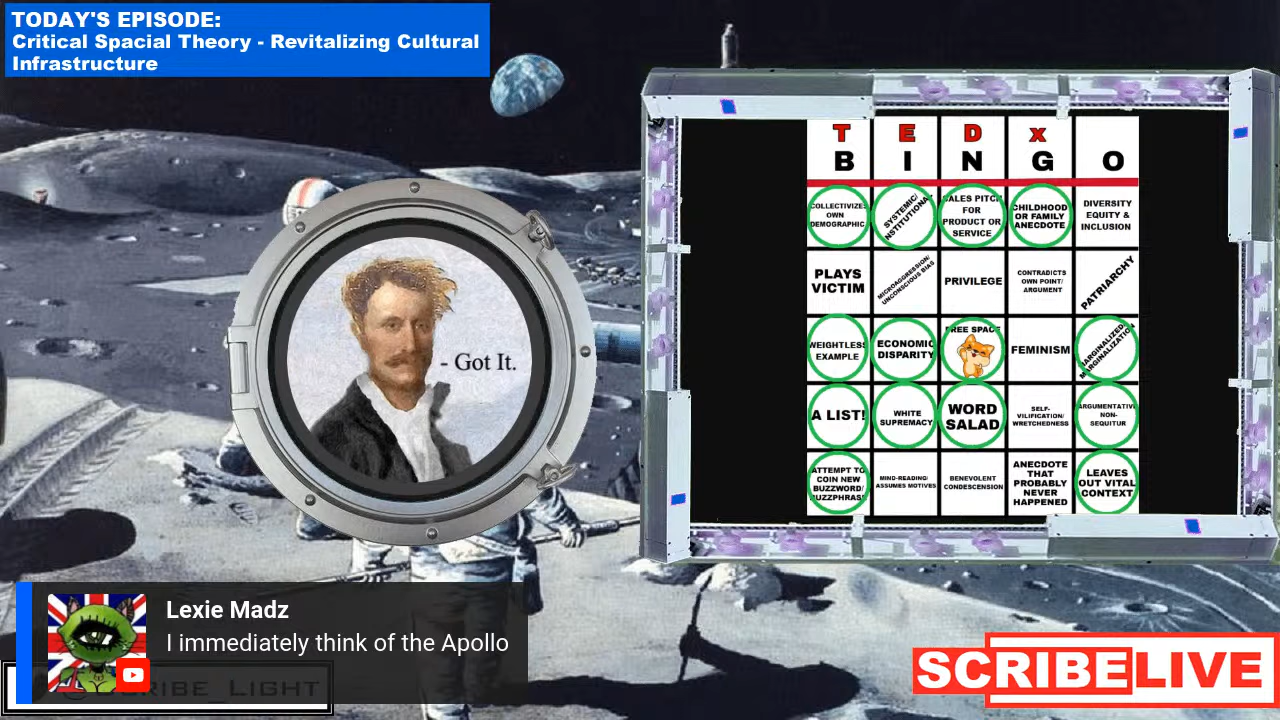 TODAY'S EPISODE:
Critical Spacial Theory - Revitalizing Cultural
Infrastructure
T E D x
B I N G O
COLLECTIVIZES
OWN
DEMOGRAPHIC
SYSTEMIC/
INSTITUTIONAL
SALES PITCH
FOR
PRODUCT OR
SERVICE
CHILDHOOD
OR FAMILY
ANECDOTE
DIVERSITY
EQUITY &
INCLUSION
PLAYS
VICTIM
MICROAGGRESSION/
UNCONSCIOUS BIAS
PRIVILEGE
CONTRADICTS
OWN POINT/
ARGUMENT
PATRIARCHY
WEIGHTLESS
EXAMPLE
ECONOMIC
DISPARITY
FREE SPACE
FEMINISM
MARGINALIZED/
MARGINALIZATION
A LIST!
WHITE
SUPREMACY
WORD
SALAD
SELF-
VILIFICATION/
WRETCHEDNESS
ARGUMENTATIVE
NON-
SEQUITUR
ATTEMPT TO
COIN NEW
BUZZWORD/
BUZZPHRASE
MIND-READING/
ASSUMES MOTIVES
BENEVOLENT
CONDESCENSION
ANECDOTE
THAT
PROBABLY
NEVER
HAPPENED
LEAVES
OUT VITAL
CONTEXT
- Got It.
Lexie Madz
I immediately think of the Apollo
SCRIBE_LIGHT
SCRIBELIVE